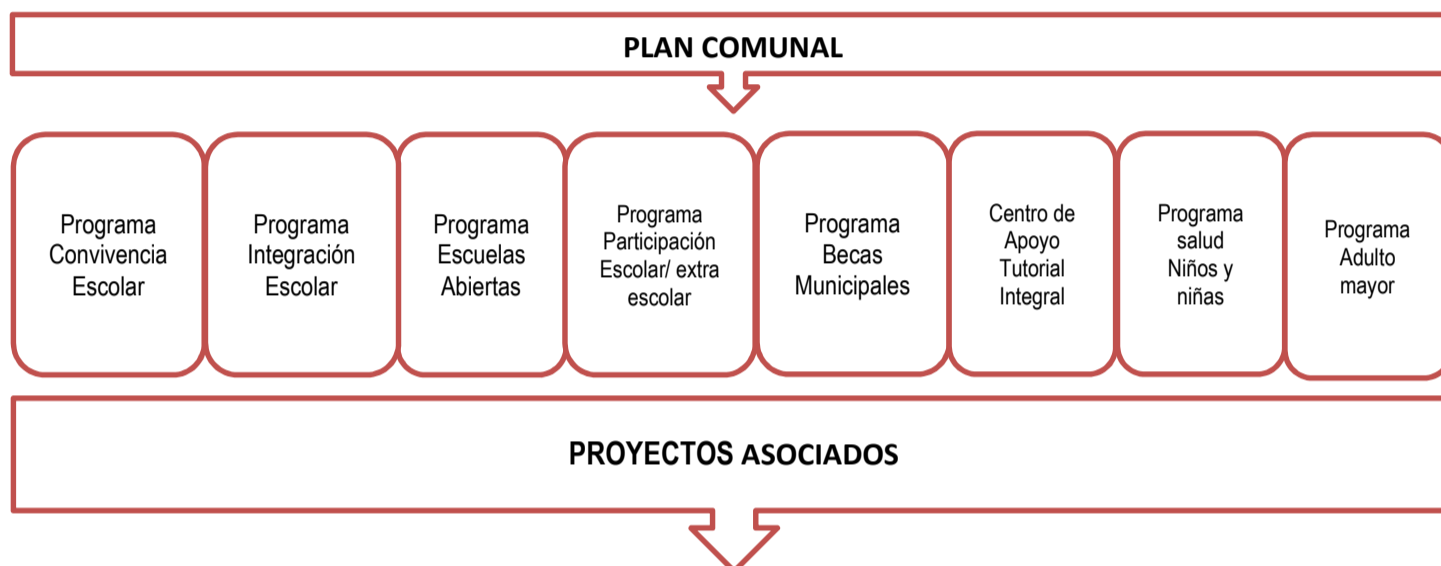 PLAN COMUNAL
Programa
Convivencia
Escolar
Programa
Integración
Escolar
Programa
Escuelas
Abiertas
Programa
Participación
Escolar/ extra
escolar
Programa
Becas
Municipales
Centro de
Apoyo
Tutorial
Integral
Programa
salud
Niños y
niñas
Programa
Adulto
mayor
PROYECTOS ASOCIADOS